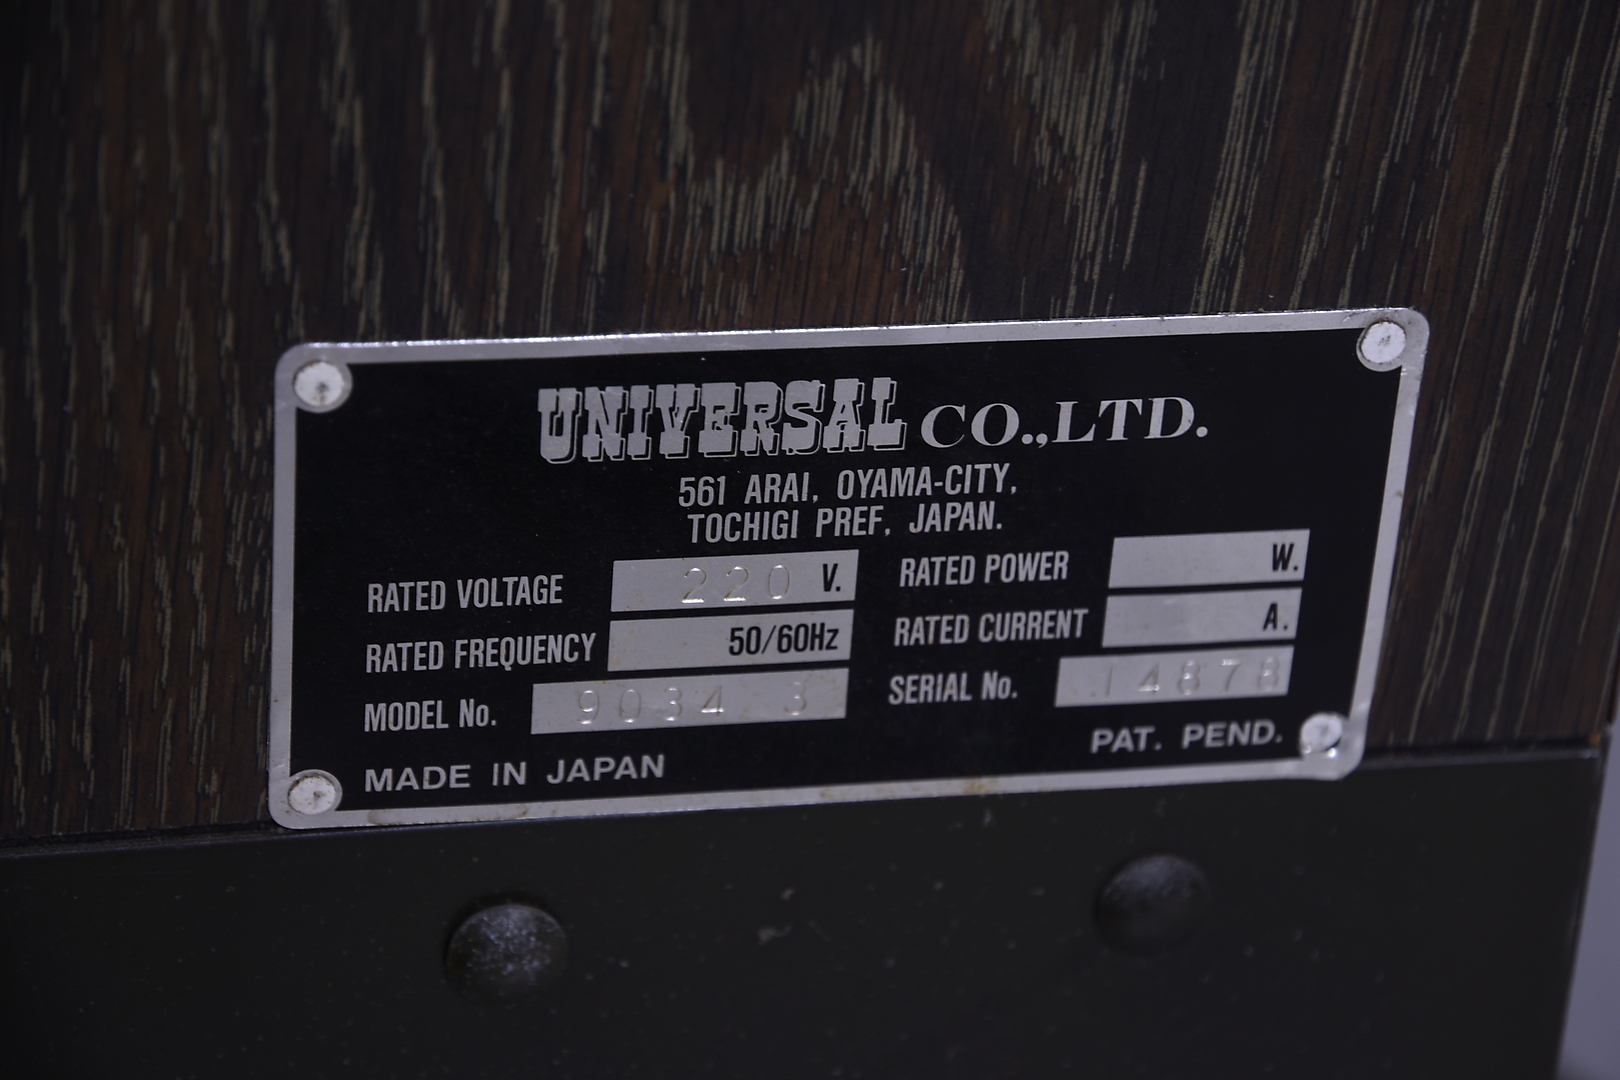 UNIVERSAL CO.,LTD.
561 ARAI, OYAMA-CITY,
TOCHIGI PREF, JAPAN.
RATED VOLTAGE 220 V.
RATED FREQUENCY 50/60Hz
MODEL No. 9034 3
MADE IN JAPAN
RATED POWER W.
RATED CURRENT A.
SERIAL No. 14878
PAT. PEND.